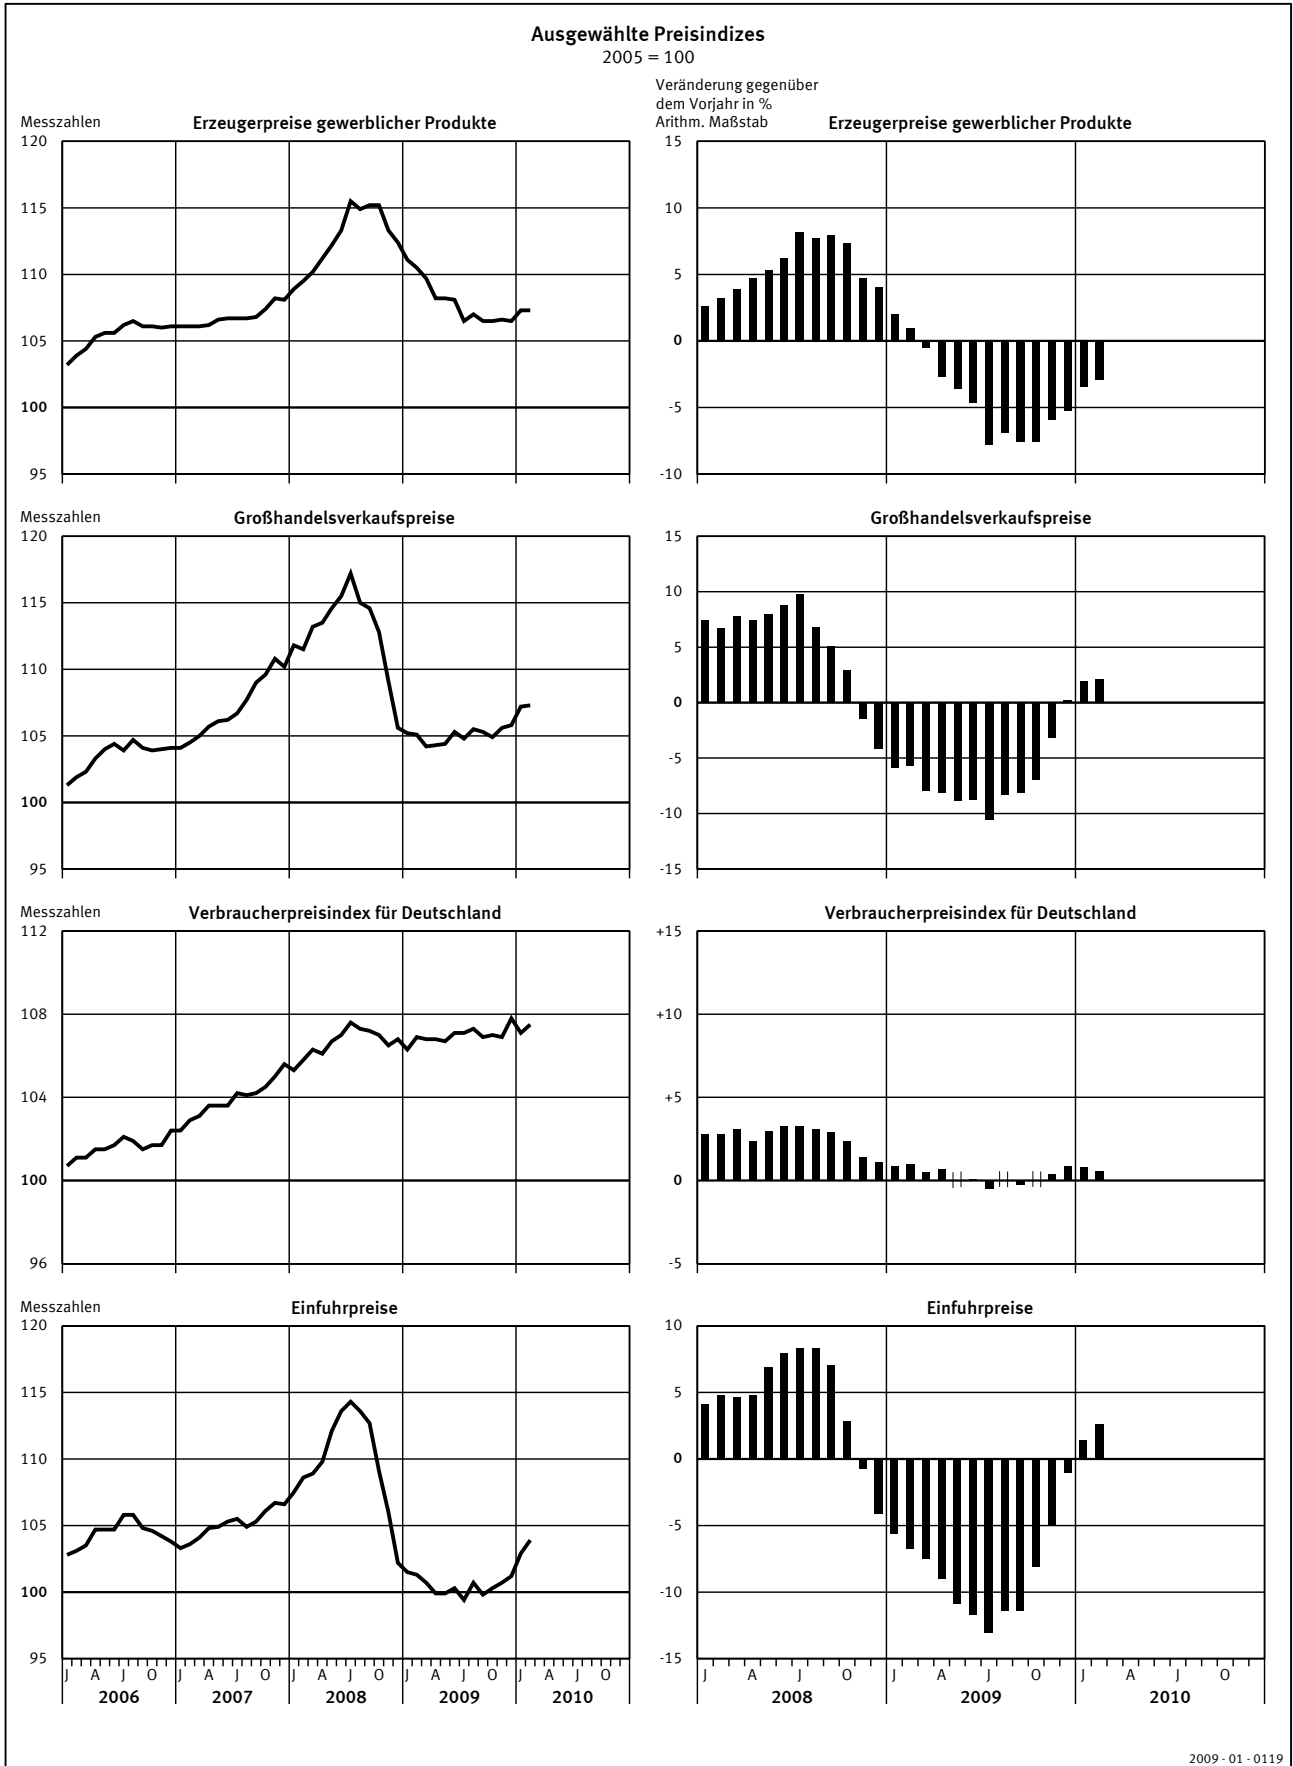 Ausgewählte Preisindizes
2005 = 100
Messzahlen
Erzeugerpreise gewerblicher Produkte
120
115
110
105
100
95
Veränderung gegenüber
dem Vorjahr in %
Arithm. Maßstab
Erzeugerpreise gewerblicher Produkte
15
10
5
0
-5
-10
Messzahlen
Großhandelsverkaufspreise
120
115
110
105
100
95
Großhandelsverkaufspreise
15
10
5
0
-5
-10
-15
Messzahlen
Verbraucherpreisindex für Deutschland
112
108
104
100
96
Verbraucherpreisindex für Deutschland
+15
+10
+5
0
-5
Messzahlen
Einfuhrpreise
120
115
110
105
100
95
J A J O J A J O J A J O J A J O J A J O
2006 2007 2008 2009 2010
Einfuhrpreise
10
5
0
-5
-10
-15
J A J O J A J O J A J O
2008 2009 2010
2009 - 01 - 0119